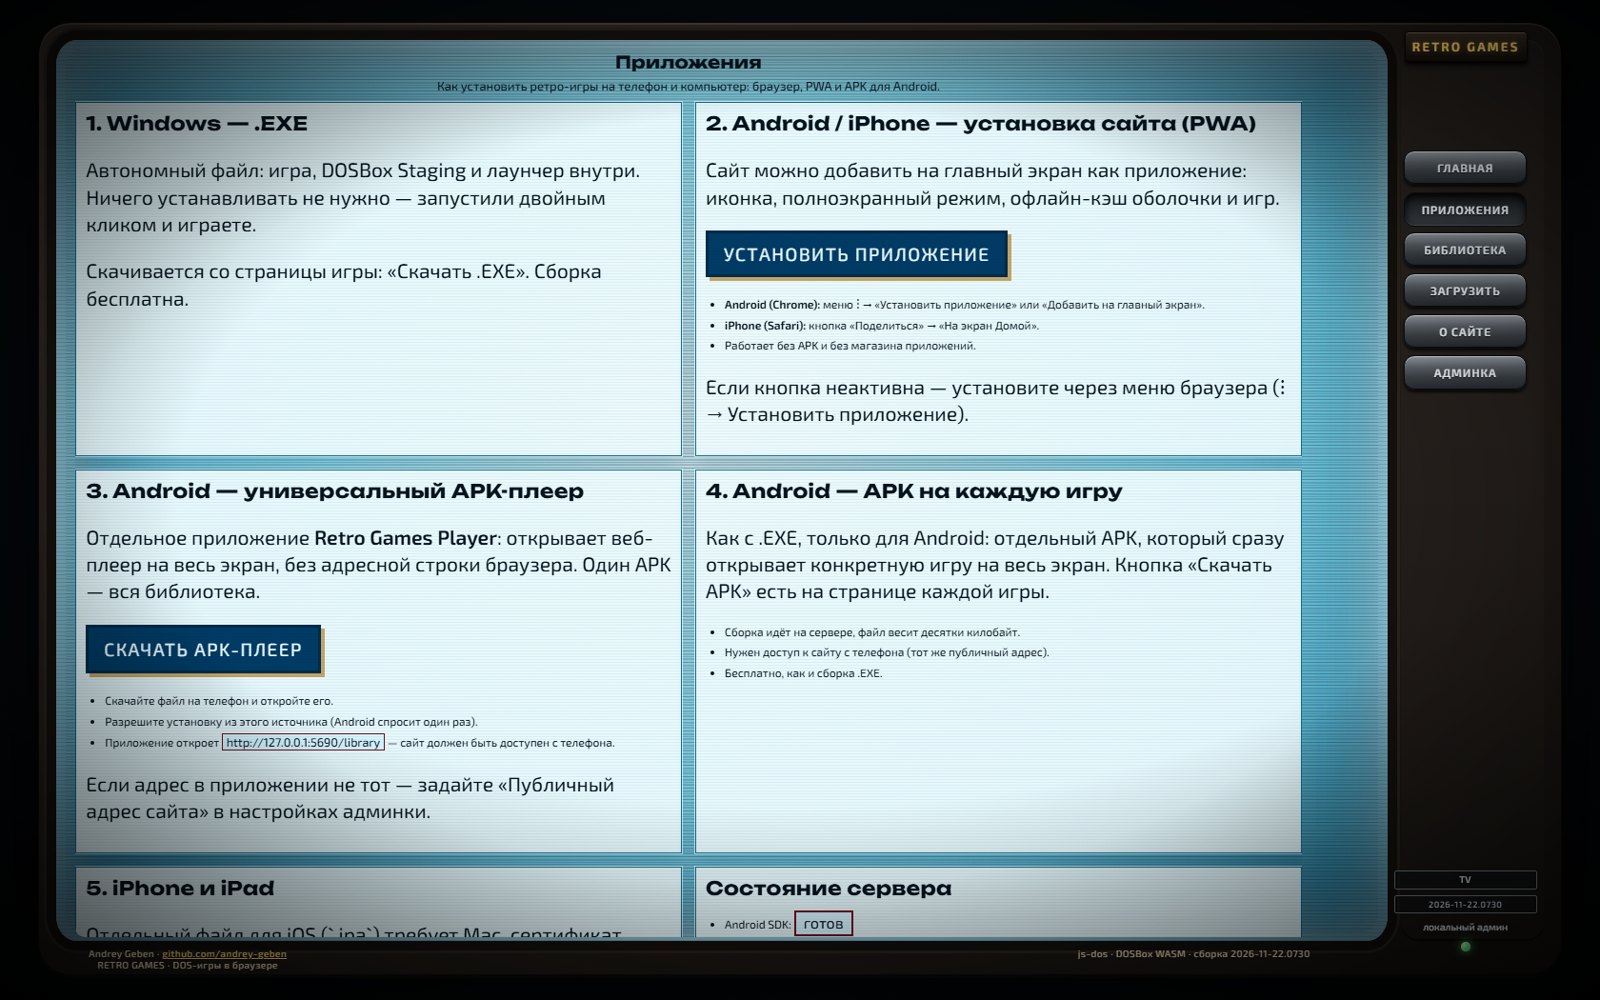 Приложения
Как установить ретро-игры на телефон и компьютер: браузер, PWA и APK для Android.
1. Windows — .EXE
Автономный файл: игра, DOSBox Staging и лаунчер внутри.
Ничего устанавливать не нужно — запустили двойным
кликом и играете.
Скачивается со страницы игры: «Скачать .EXE». Сборка
бесплатна.
2. Android / iPhone — установка сайта (PWA)
Сайт можно добавить на главный экран как приложение:
иконка, полноэкранный режим, офлайн-кэш оболочки и игр.
УСТАНОВИТЬ ПРИЛОЖЕНИЕ
• Android (Chrome): меню ⋮ → «Установить приложение» или «Добавить на главный экран».
• iPhone (Safari): кнопка «Поделиться» → «На экран Домой».
• Работает без APK и без магазина приложений.
Если кнопка неактивна — установите через меню браузера (⋮
→ Установить приложение).
3. Android — универсальный APK-плеер
Отдельное приложение Retro Games Player: открывает веб-
плеер на весь экран, без адресной строки браузера. Один APK
— вся библиотека.
СКАЧАТЬ APK-ПЛЕЕР
• Скачайте файл на телефон и откройте его.
• Разрешите установку из этого источника (Android спросит один раз).
• Приложение откроет http://127.0.0.1:5690/library — сайт должен быть доступен с телефона.
Если адрес в приложении не тот — задайте «Публичный
адрес сайта» в настройках админки.
4. Android — APK на каждую игру
Как с .EXE, только для Android: отдельный APK, который сразу
открывает конкретную игру на весь экран. Кнопка «Скачать
APK» есть на странице каждой игры.
• Сборка идёт на сервере, файл весит десятки килобайт.
• Нужен доступ к сайту с телефона (тот же публичный адрес).
• Бесплатно, как и сборка .EXE.
5. iPhone и iPad
Отдельный файл для iOS (`.ipa`) требует Mac, сертификат
Состояние сервера
• Android SDK: ГОТОВ
RETRO GAMES
ГЛАВНАЯ
ПРИЛОЖЕНИЯ
БИБЛИОТЕКА
ЗАГРУЗИТЬ
О САЙТЕ
АДМИНКА
TV
2026-11-22.0730
локальный админ
Andrey Geben · github.com/andrey-geben
RETRO GAMES · DOS-игры в браузере
js-dos · DOSBox WASM · сборка 2026-11-22.0730